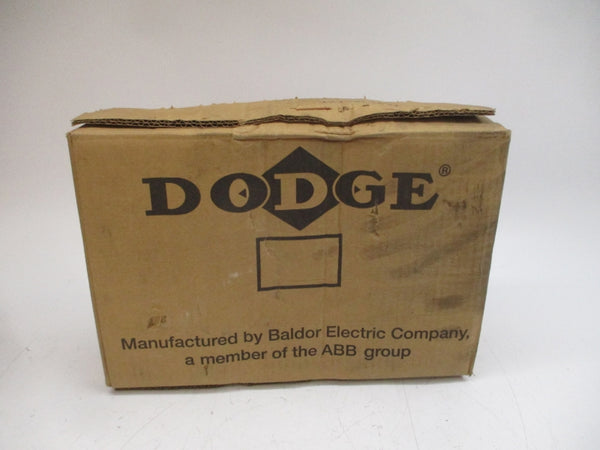 DODGE®
Manufactured by Baldor Electric Company,
a member of the ABB group